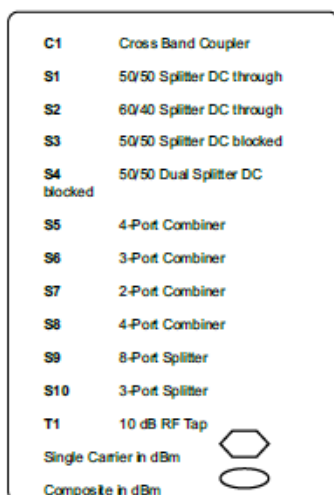 C1 Cross Band Coupler
S1 50/50 Splitter DC through
S2 60/40 Splitter DC through
S3 50/50 Splitter DC blocked
S4 50/50 Dual Splitter DC
blocked
S5 4-Port Combiner
S6 3-Port Combiner
S7 2-Port Combiner
S8 4-Port Combiner
S9 8-Port Splitter
S10 3-Port Splitter
T1 10 dB RF Tap
Single Carrier in dBm
Composite in dBm